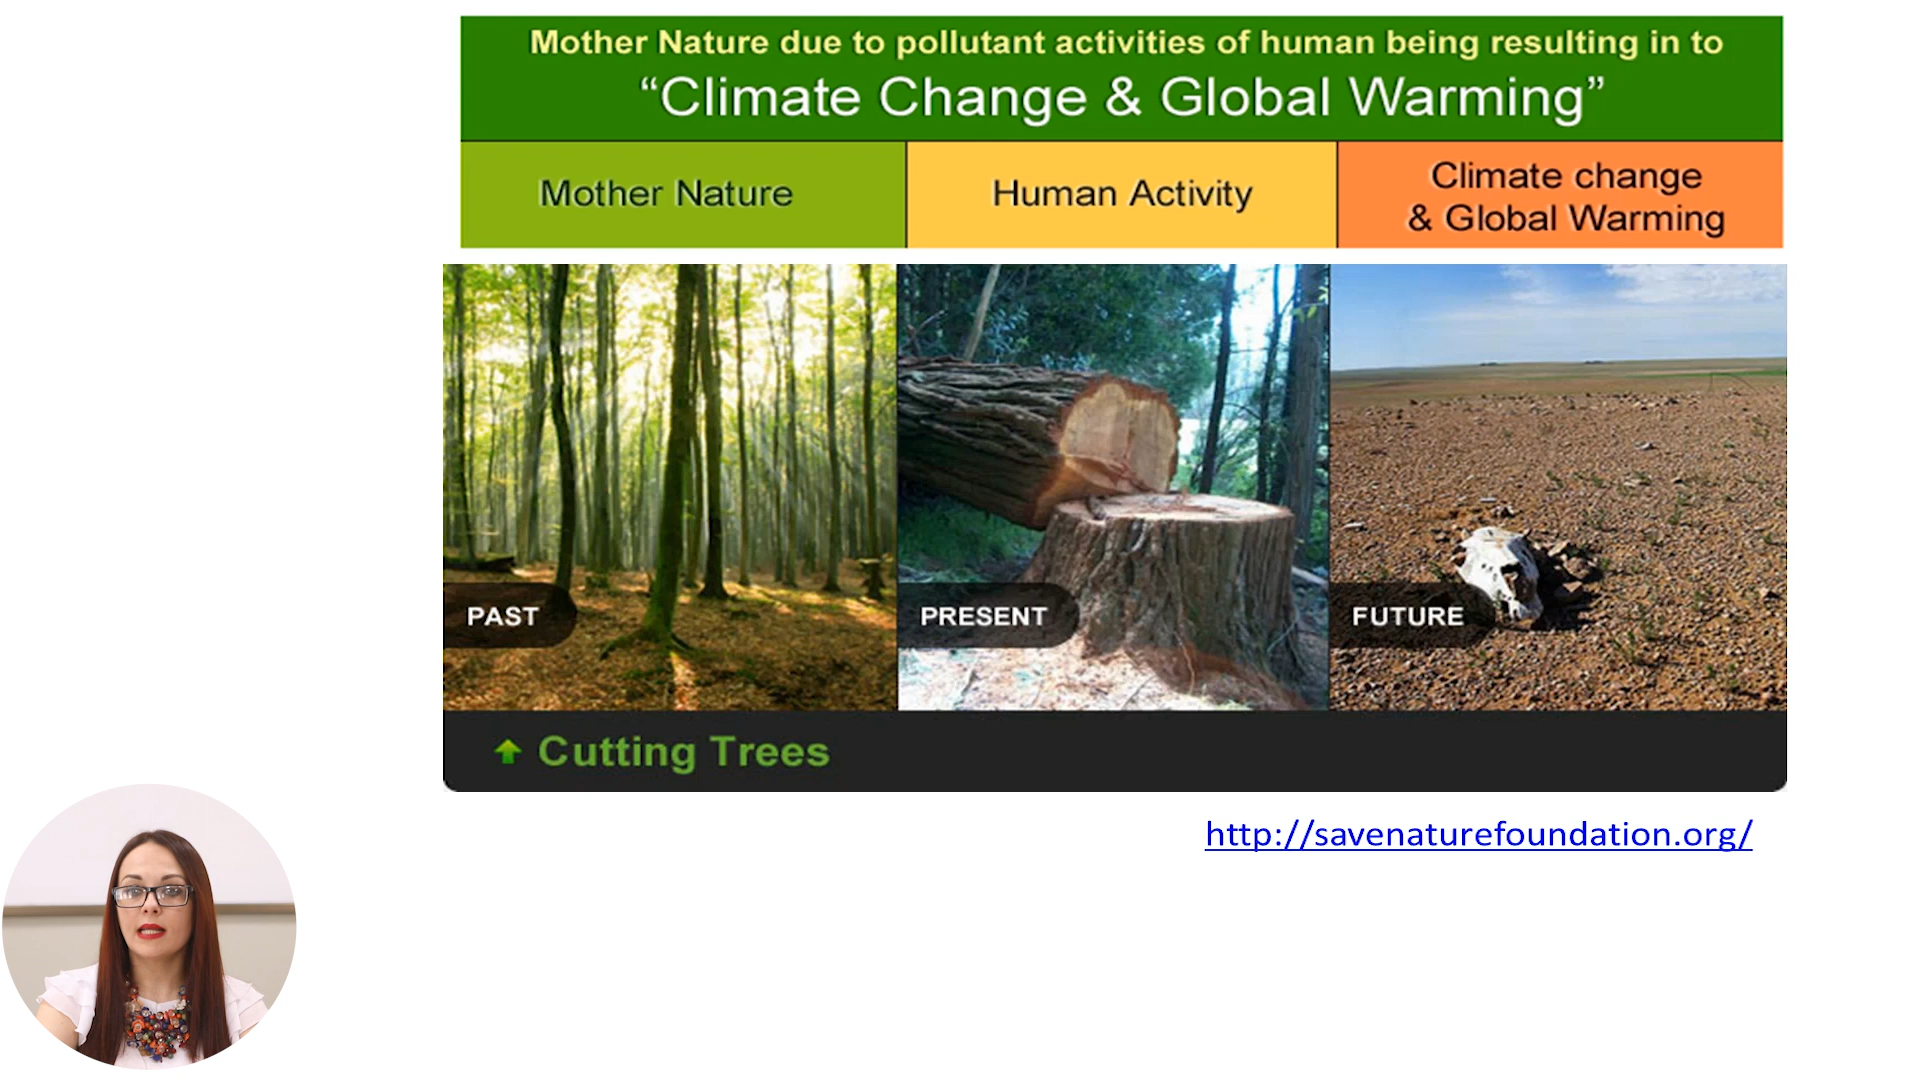 Mother Nature due to pollutant activities of human being resulting in to
“Climate Change & Global Warming”
Mother Nature
Human Activity
Climate change
& Global Warming
PAST
PRESENT
FUTURE
Cutting Trees
http://savenaturefoundation.org/